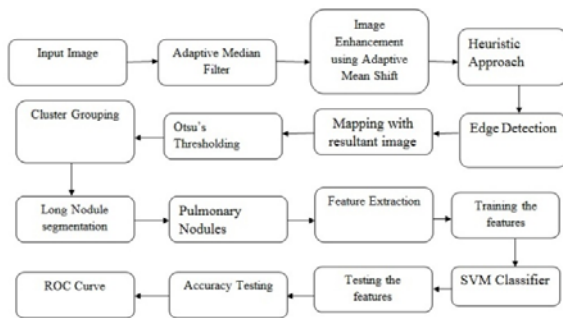 Input Image
Adaptive Median
Filter
Image
Enhancement
using Adaptive
Mean Shift
Heuristic
Approach
Cluster Grouping
Otsu's
Thresholding
Mapping with
resultant image
Edge Detection
Long Nodule
segmentation
Pulmonary
Nodules
Feature Extraction
Training the
features
ROC Curve
Accuracy Testing
Testing the
features
SVM Classifier